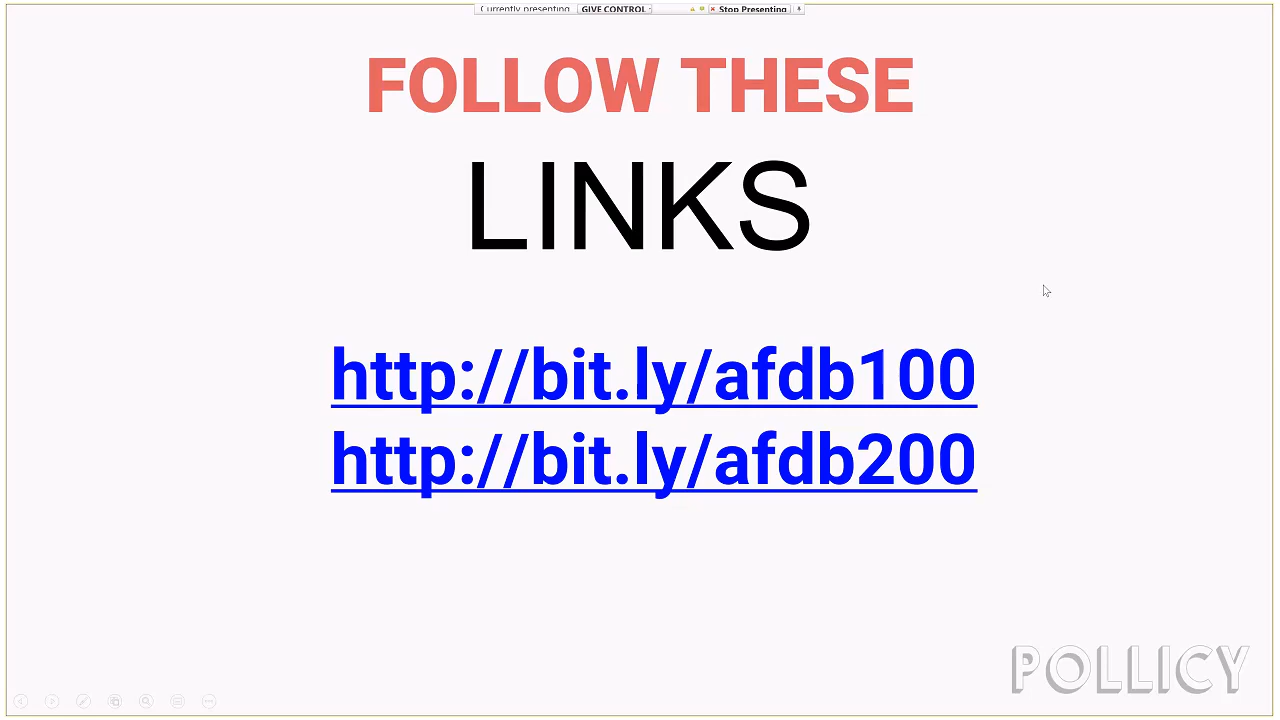 Currently presenting GIVE CONTROL Stop Presenting
FOLLOW THESE
LINKS
http://bit.ly/afdb100
http://bit.ly/afdb200
POLLICY